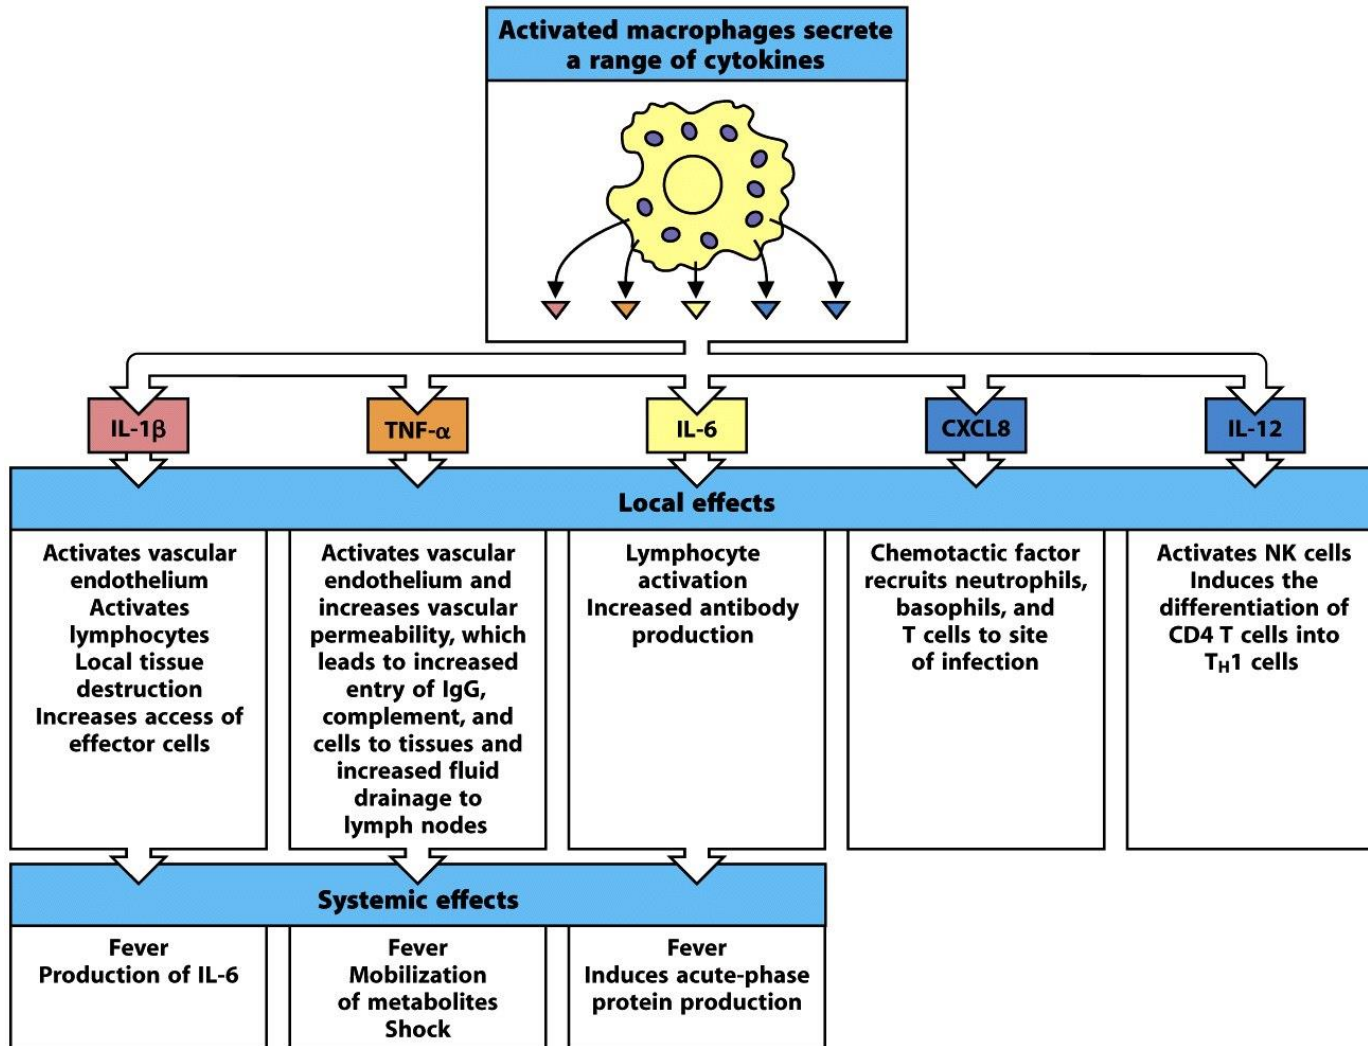 Activated macrophages secrete
a range of cytokines
IL-1β
TNF-α
IL-6
CXCL8
IL-12
Local effects
Activates vascular
endothelium
Activates
lymphocytes
Local tissue
destruction
Increases access of
effector cells
Activates vascular
endothelium and
increases vascular
permeability, which
leads to increased
entry of IgG,
complement, and
cells to tissues and
increased fluid
drainage to
lymph nodes
Lymphocyte
activation
Increased antibody
production
Chemotactic factor
recruits neutrophils,
basophils, and
T cells to site
of infection
Activates NK cells
Induces the
differentiation of
CD4 T cells into
TH1 cells
Systemic effects
Fever
Production of IL-6
Fever
Mobilization
of metabolites
Shock
Fever
Induces acute-phase
protein production